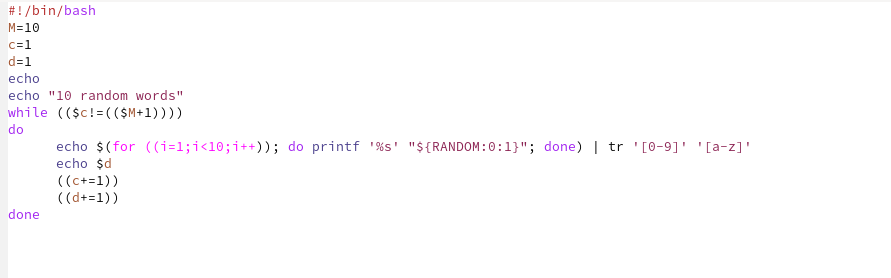 #!/bin/bash
M=10
c=1
d=1
echo
echo "10 random words"
while (($c!=(($M+1))))
do
      echo $(for ((i=1;i<10;i++)); do printf '%s' "${RANDOM:0:1}"; done) | tr '[0-9]' '[a-z]'
      echo $d
      ((c+=1))
      ((d+=1))
done